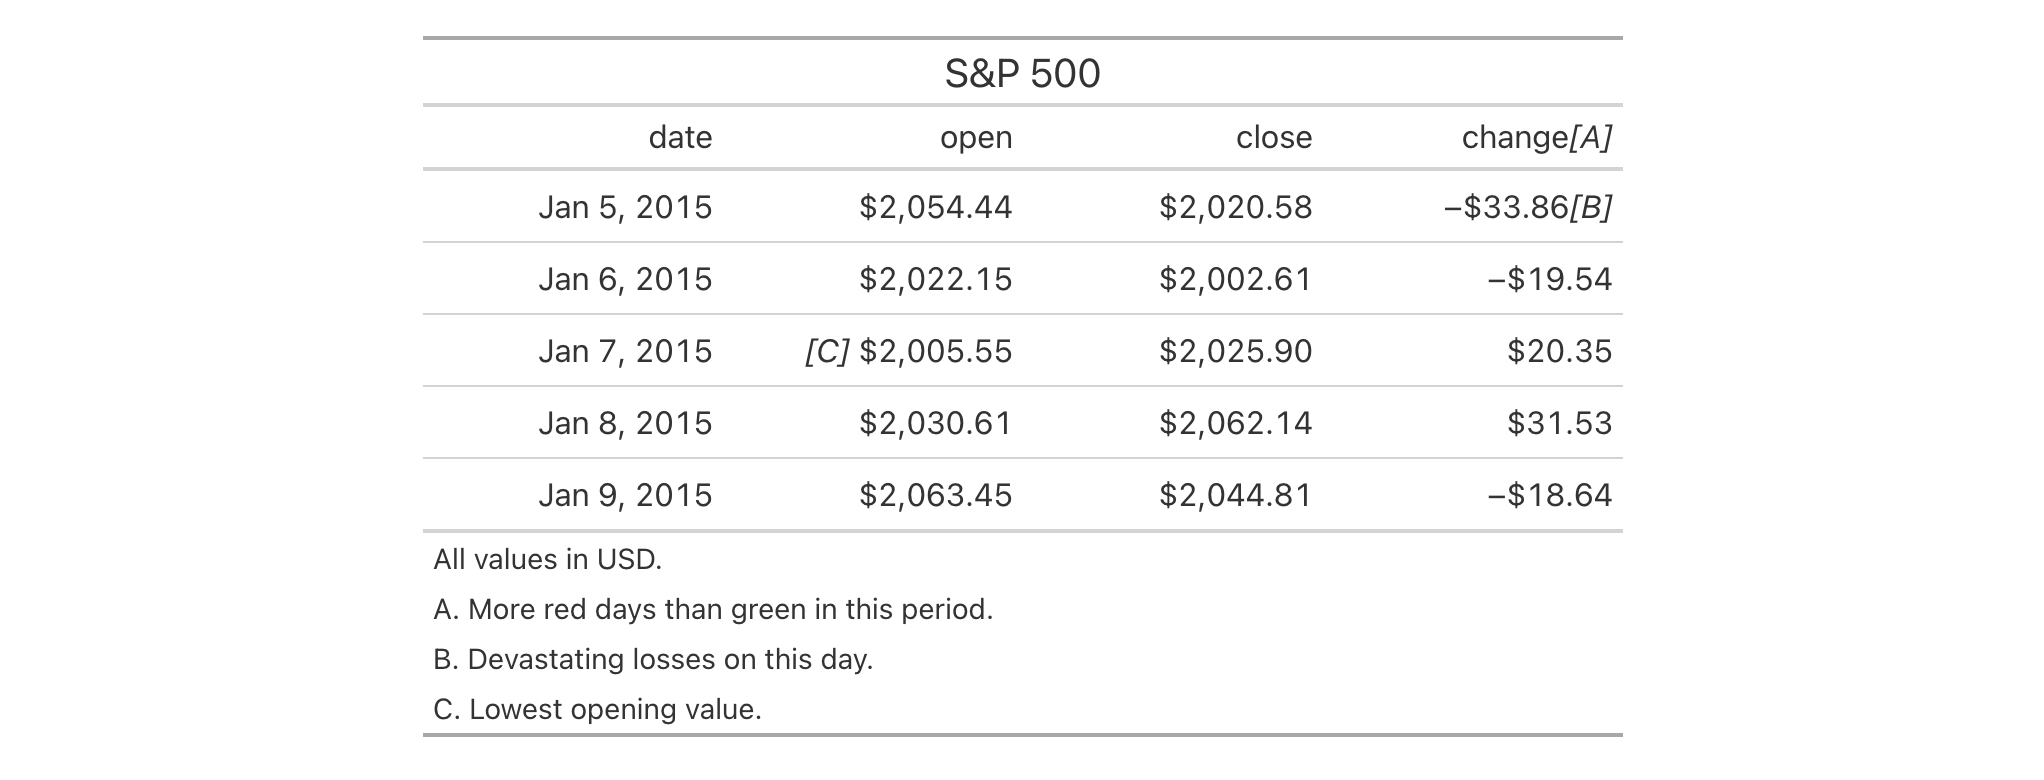 S&P 500
date open close change[A]
Jan 5, 2015 $2,054.44 $2,020.58 −$33.86[B]
Jan 6, 2015 $2,022.15 $2,002.61 −$19.54
Jan 7, 2015 [C] $2,005.55 $2,025.90 $20.35
Jan 8, 2015 $2,030.61 $2,062.14 $31.53
Jan 9, 2015 $2,063.45 $2,044.81 −$18.64
All values in USD.
A. More red days than green in this period.
B. Devastating losses on this day.
C. Lowest opening value.